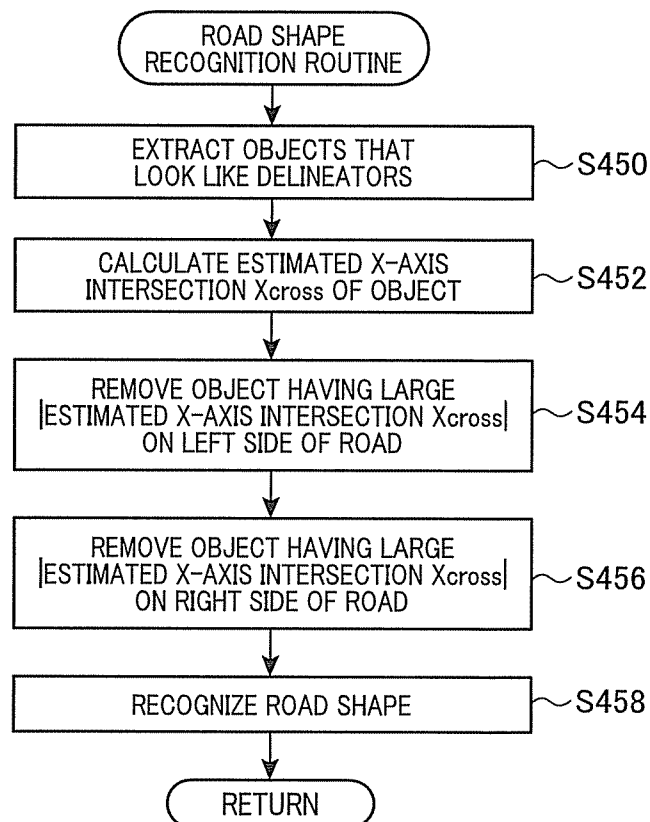 ROAD SHAPE
RECOGNITION ROUTINE
EXTRACT OBJECTS THAT
LOOK LIKE DELINEATORS
S450
CALCULATE ESTIMATED X-AXIS
INTERSECTION Xcross OF OBJECT
S452
REMOVE OBJECT HAVING LARGE
|ESTIMATED X-AXIS INTERSECTION Xcross|
ON LEFT SIDE OF ROAD
S454
REMOVE OBJECT HAVING LARGE
|ESTIMATED X-AXIS INTERSECTION Xcross|
ON RIGHT SIDE OF ROAD
S456
RECOGNIZE ROAD SHAPE
S458
RETURN